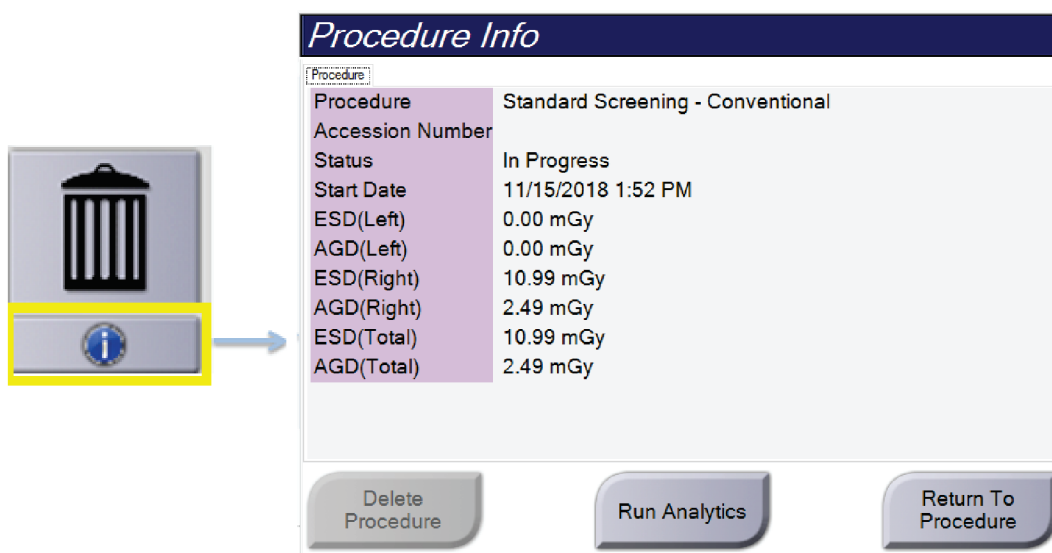 Procedure Info
Procedure
Procedure Standard Screening - Conventional
Accession Number
Status In Progress
Start Date 11/15/2018 1:52 PM
ESD(Left) 0.00 mGy
AGD(Left) 0.00 mGy
ESD(Right) 10.99 mGy
AGD(Right) 2.49 mGy
ESD(Total) 10.99 mGy
AGD(Total) 2.49 mGy
Delete
Procedure
Run Analytics
Return To
Procedure